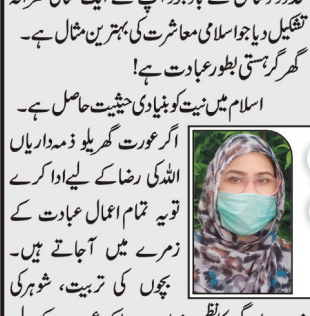 تشکیل دیا جو اسلامی معاشرت کی بہترین مثال ہے۔
گھر گرہستی بطور عبادت ہے!
اسلام میں نیت کو بنیادی حیثیت حاصل ہے۔
اگر عورت گھریلو ذمہ داریاں
اللہ کی رضا کے لیے ادا کرے
تو یہ تمام اعمال عبادت کے
زمرے میں آجاتے ہیں۔
بچوں کی تربیت، شوہر کی